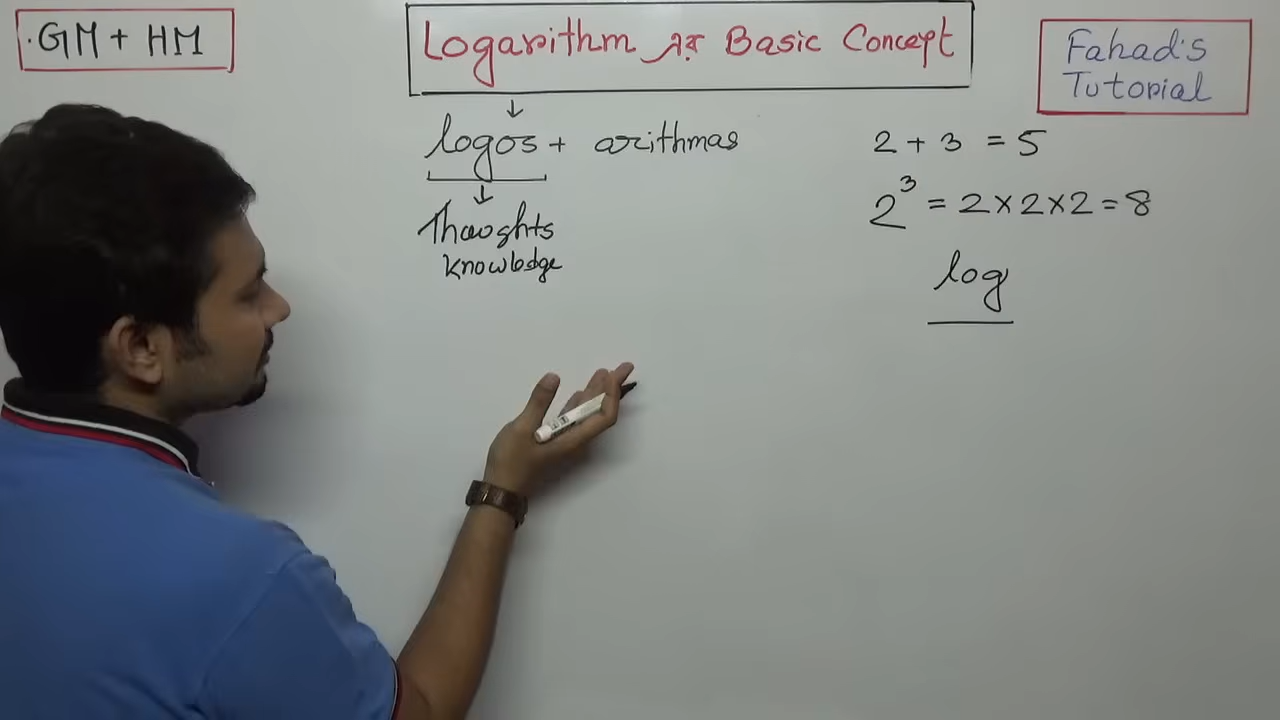 GM + HM
Logarithm এর Basic Concept
Fahad's
Tutorial
↓
logos + arithmas
↓
Thoughts
knowledge
2 + 3 = 5
2³ = 2×2×2 = 8
log